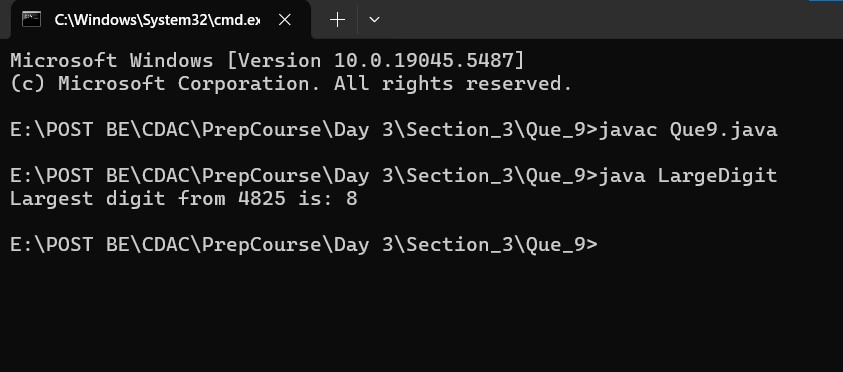 C:\Windows\System32\cmd.ex
Microsoft Windows [Version 10.0.19045.5487]
(c) Microsoft Corporation. All rights reserved.
E:\POST BE\CDAC\PrepCourse\Day 3\Section_3\Que_9>javac Que9.java
E:\POST BE\CDAC\PrepCourse\Day 3\Section_3\Que_9>java LargeDigit
Largest digit from 4825 is: 8
E:\POST BE\CDAC\PrepCourse\Day 3\Section_3\Que_9>